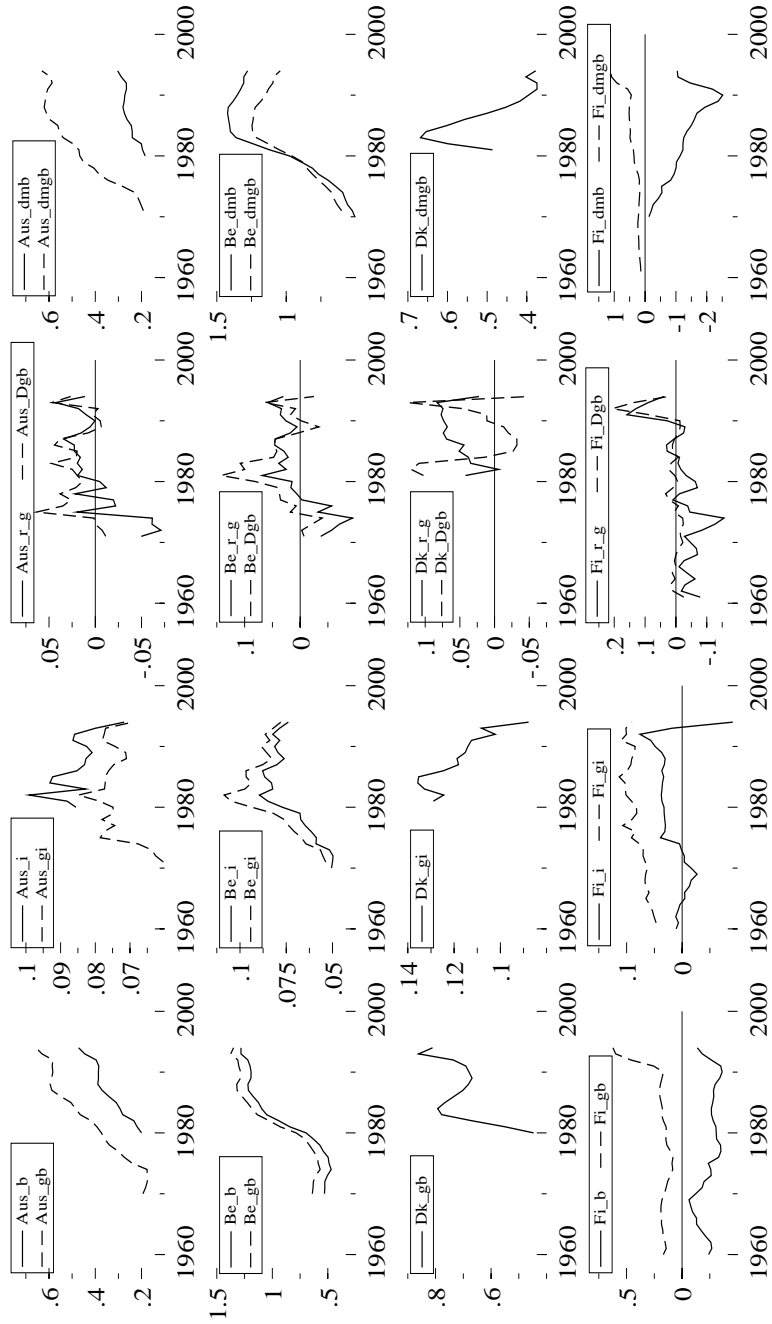 Aus_b
Aus_gb
.6
.4
.2
1960 1980 2000
Aus_i
Aus_gi
.1
.09
.08
.07
1960 1980 2000
Aus_r_g Aus_Dgb
.05
0
-.05
1960 1980 2000
Aus_dmb
Aus_dmgb
.6
.4
.2
1960 1980 2000
Be_b
Be_gb
1.5
1
.5
1960 1980 2000
Be_i
Be_gi
.1
.075
.05
1960 1980 2000
Be_r_g
Be_Dgb
.1
0
1960 1980 2000
Be_dmb
Be_dmgb
1.5
1
1960 1980 2000
Dk_gb
.8
.6
1960 1980 2000
Dk_gi
.14
.12
.1
1960 1980 2000
Dk_r_g
Dk_Dgb
.1
.05
0
-.05
1960 1980 2000
Dk_dmgb
.7
.6
.5
.4
1960 1980 2000
Fi_b Fi_gb
.5
0
1960 1980 2000
Fi_i Fi_gi
.1
0
1960 1980 2000
Fi_r_g Fi_Dgb
.2
.1
0
-.1
1960 1980 2000
Fi_dmb Fi_dmgb
1
0
-1
-2
1960 1980 2000